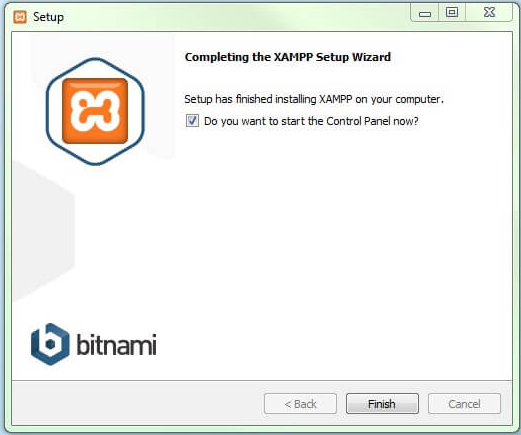 Setup
Completing the XAMPP Setup Wizard
Setup has finished installing XAMPP on your computer.
Do you want to start the Control Panel now?
bitnami
< Back
Finish
Cancel